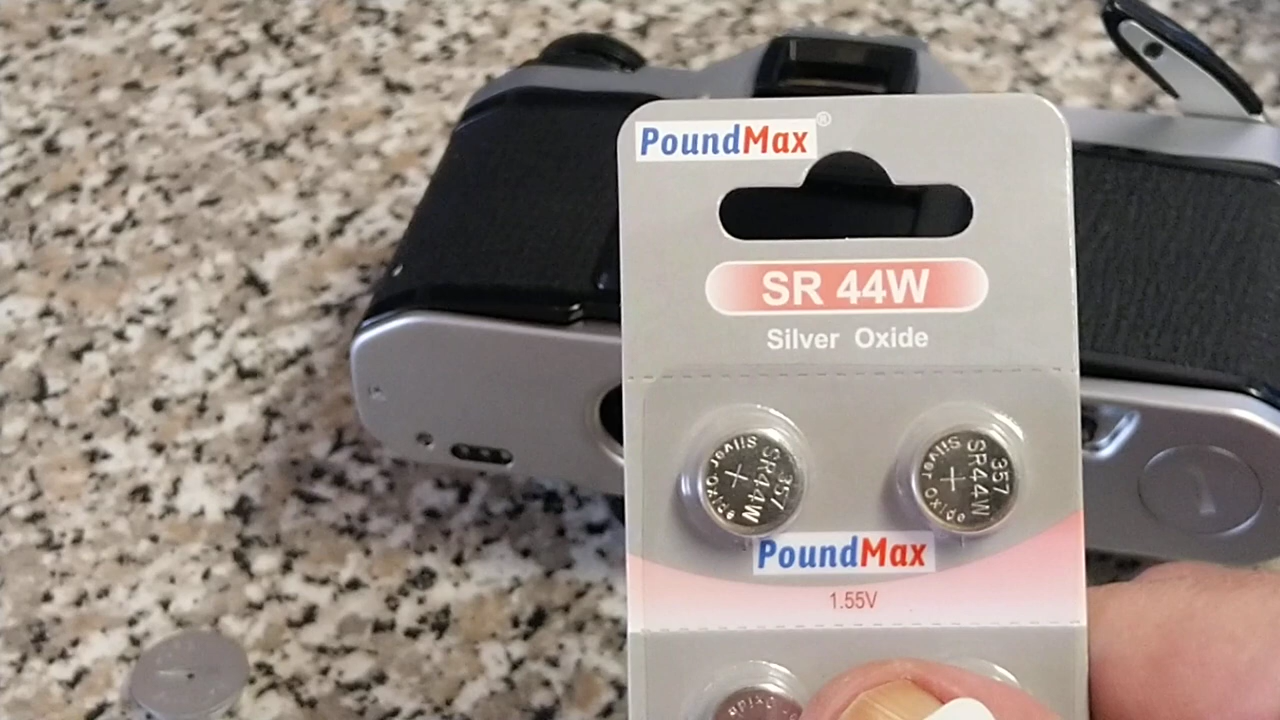 PoundMax®
SR 44W
Silver Oxide
357
SR44W
Silver Oxide
357
SR44W
Silver Oxide
PoundMax
1.55V